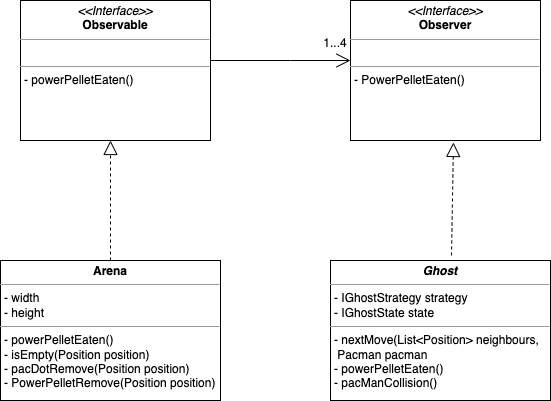 <<Interface>>
Observable
- powerPelletEaten()
1...4
<<Interface>>
Observer
- PowerPelletEaten()
Arena
- width
- height
- powerPelletEaten()
- isEmpty(Position position)
- pacDotRemove(Position position)
- PowerPelletRemove(Position position)
Ghost
- IGhostStrategy strategy
- IGhostState state
- nextMove(List<Position> neighbours,
Pacman pacman
- powerPelletEaten()
- pacManCollision()